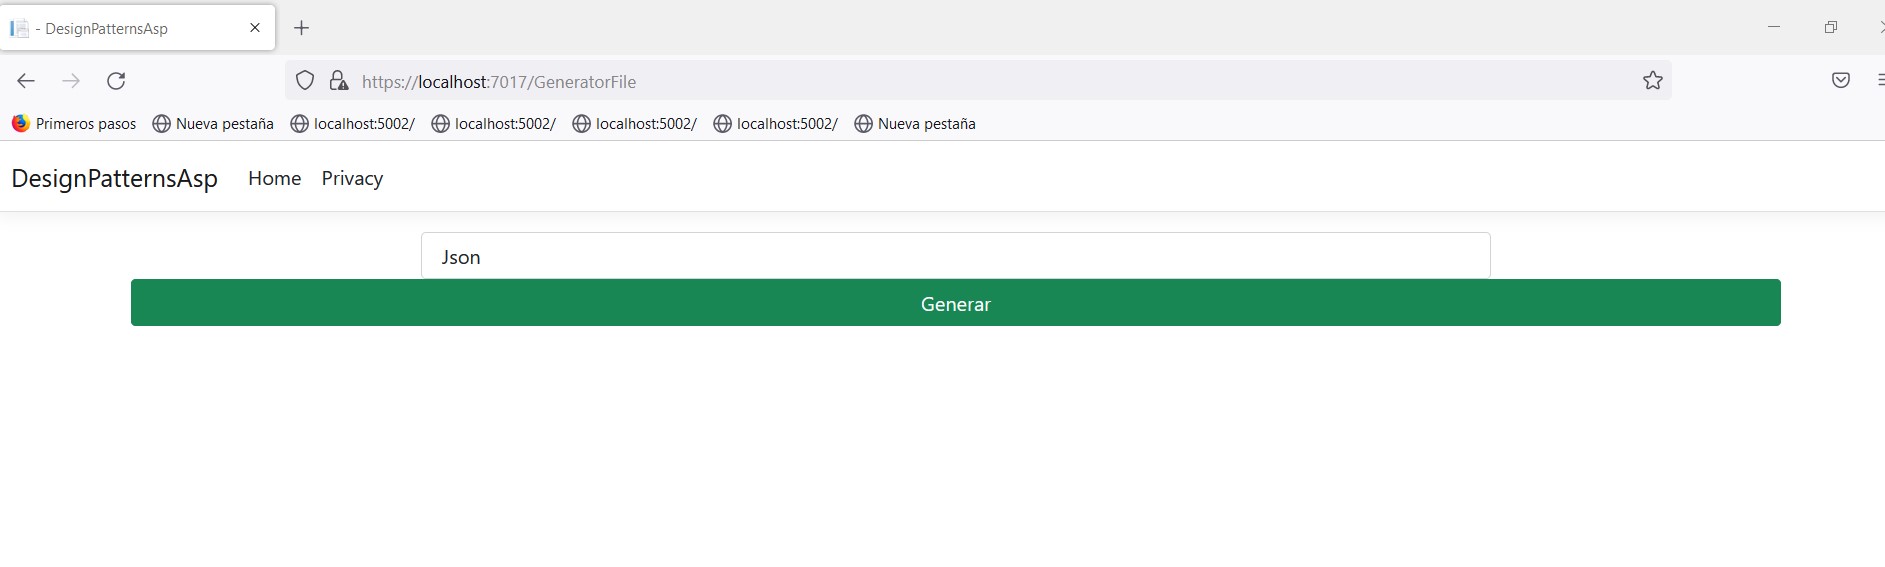 - DesignPatternsAsp
https://localhost:7017/GeneratorFile
Primeros pasos Nueva pestaña localhost:5002/ localhost:5002/ localhost:5002/ localhost:5002/ Nueva pestaña
DesignPatternsAsp Home Privacy
Json
Generar